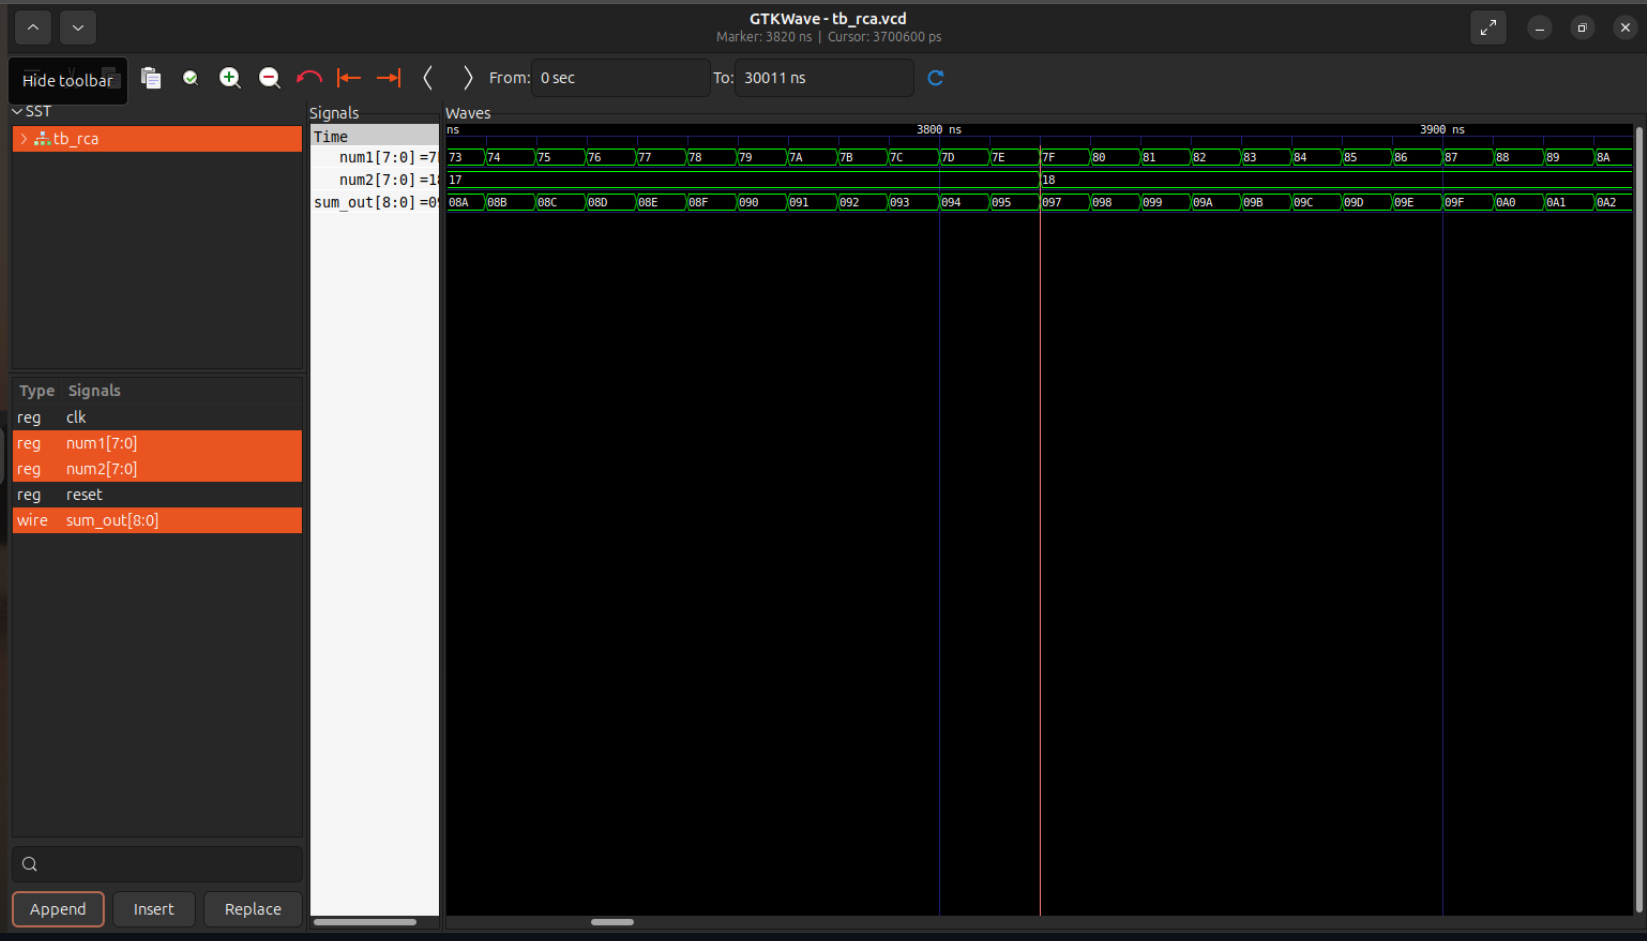 GTKWave - tb_rca.vcd
Marker: 3820 ns | Cursor: 3700600 ps
Hide toolbar
From: 0 sec To: 30011 ns
SST
tb_rca
Type Signals
reg clk
reg num1[7:0]
reg num2[7:0]
reg reset
wire sum_out[8:0]
Append Insert Replace
Signals
Time
num1[7:0] =7
num2[7:0] =18
sum_out[8:0] =09
Waves
ns 3800 ns 3900 ns
73 74 75 76 77 78 79 7A 7B 7C 7D 7E 7F 80 81 82 83 84 85 86 87 88 89 8A
17 18
08A 08B 08C 08D 08E 08F 090 091 092 093 094 095 097 098 099 09A 09B 09C 09D 09E 09F 0A0 0A1 0A2